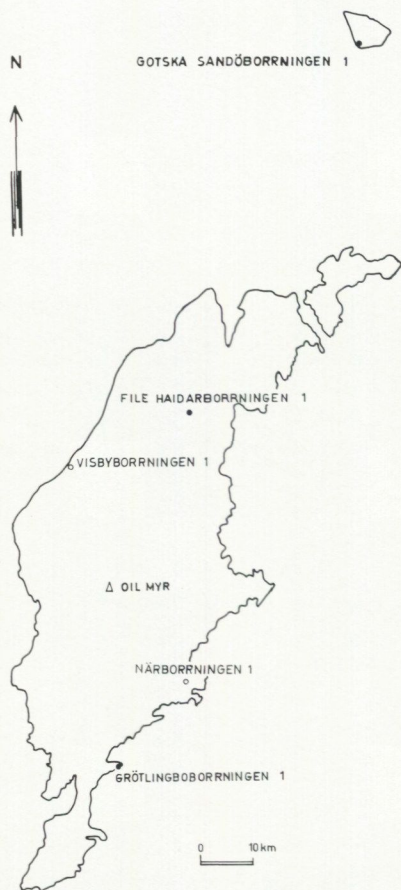 GOTSKA SANDÖBORRNINGEN 1
N
FILE HAIDARBORRNINGEN 1
VISBYBORRNINGEN 1
OIL MYR
NÄRBORRNINGEN 1
GRÖTLINGBOBORRNINGEN 1
0 10 km